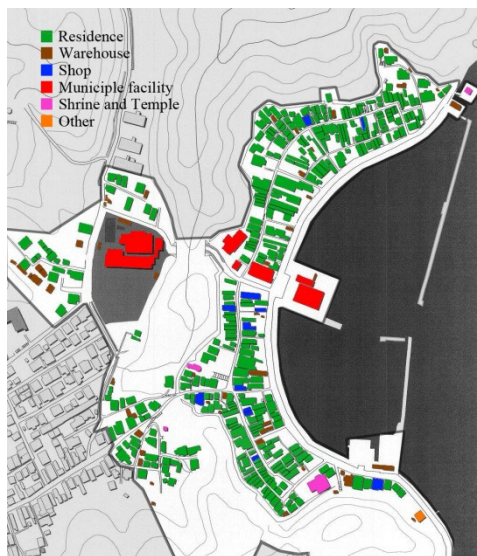 Residence
Warehouse
Shop
Municiple facility
Shrine and Temple
Other